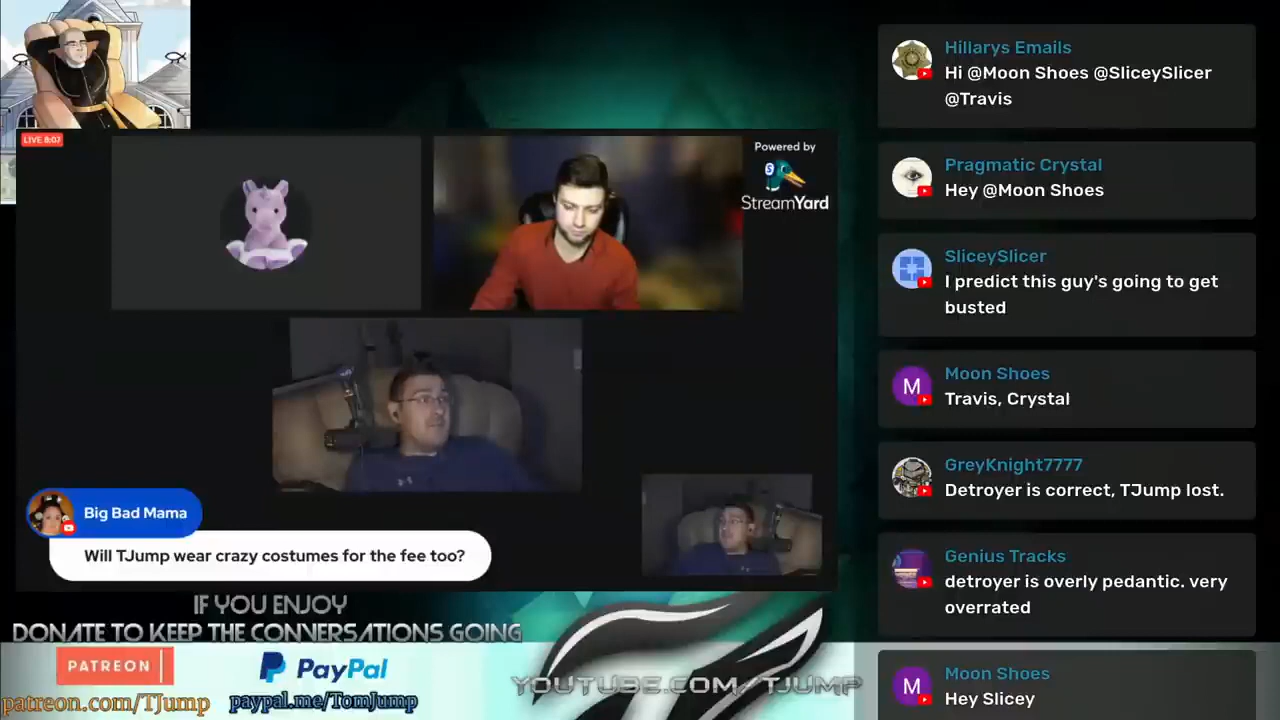 LIVE 8:07
Powered by
StreamYard
Big Bad Mama
Will TJump wear crazy costumes for the fee too?
IF YOU ENJOY
DONATE TO KEEP THE CONVERSATIONS GOING
PATREON
PayPal
patreon.com/TJump
paypal.me/TomJump
YOUTUBE.COM/TJUMP
Hillarys Emails
Hi @Moon Shoes @SliceySlicer
@Travis
Pragmatic Crystal
Hey @Moon Shoes
SliceySlicer
I predict this guy's going to get
busted
M
Moon Shoes
Travis, Crystal
GreyKnight7777
Detroyer is correct, TJump lost.
Genius Tracks
detroyer is overly pedantic. very
overrated
M
Moon Shoes
Hey Slicey